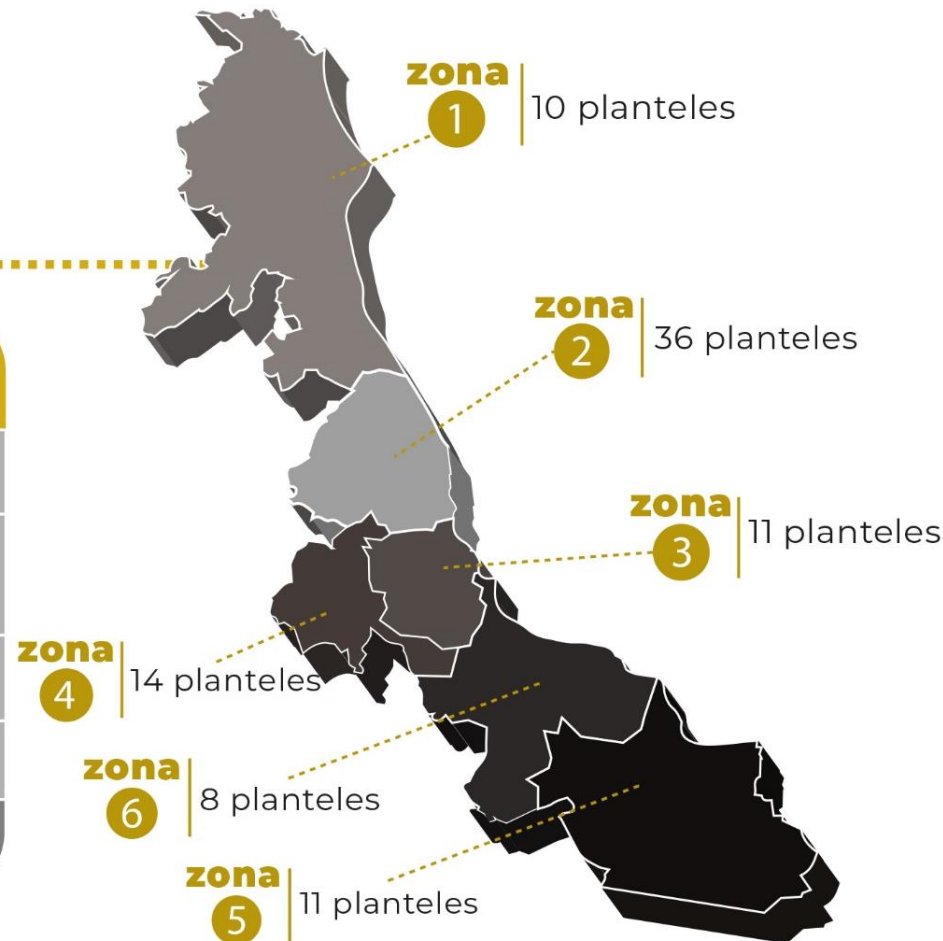 zona
1
10 planteles
zona
2
36 planteles
zona
3
11 planteles
zona
4
14 planteles
zona
6
8 planteles
zona
5
11 planteles